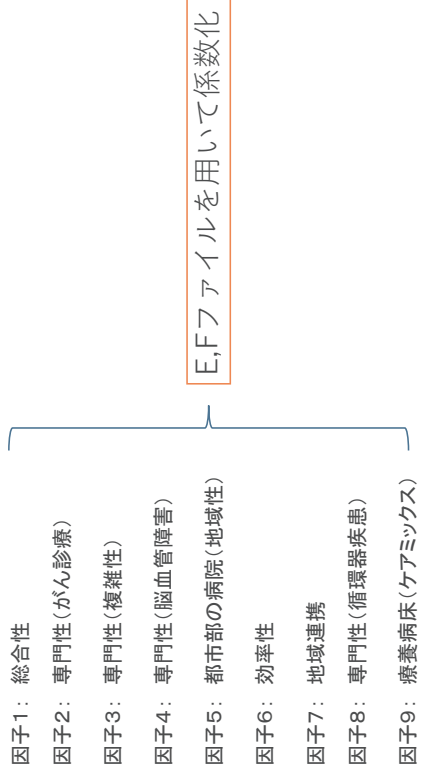 因子1： 総合性
因子2： 専門性(がん診療)
因子3： 専門性(複雑性)
因子4： 専門性(脳血管障害)
因子5： 都市部の病院(地域性)
因子6： 効率性
因子7： 地域連携
因子8： 専門性(循環器疾患)
因子9： 療養病床(ケアミックス)
E,Fファイルを用いて係数化